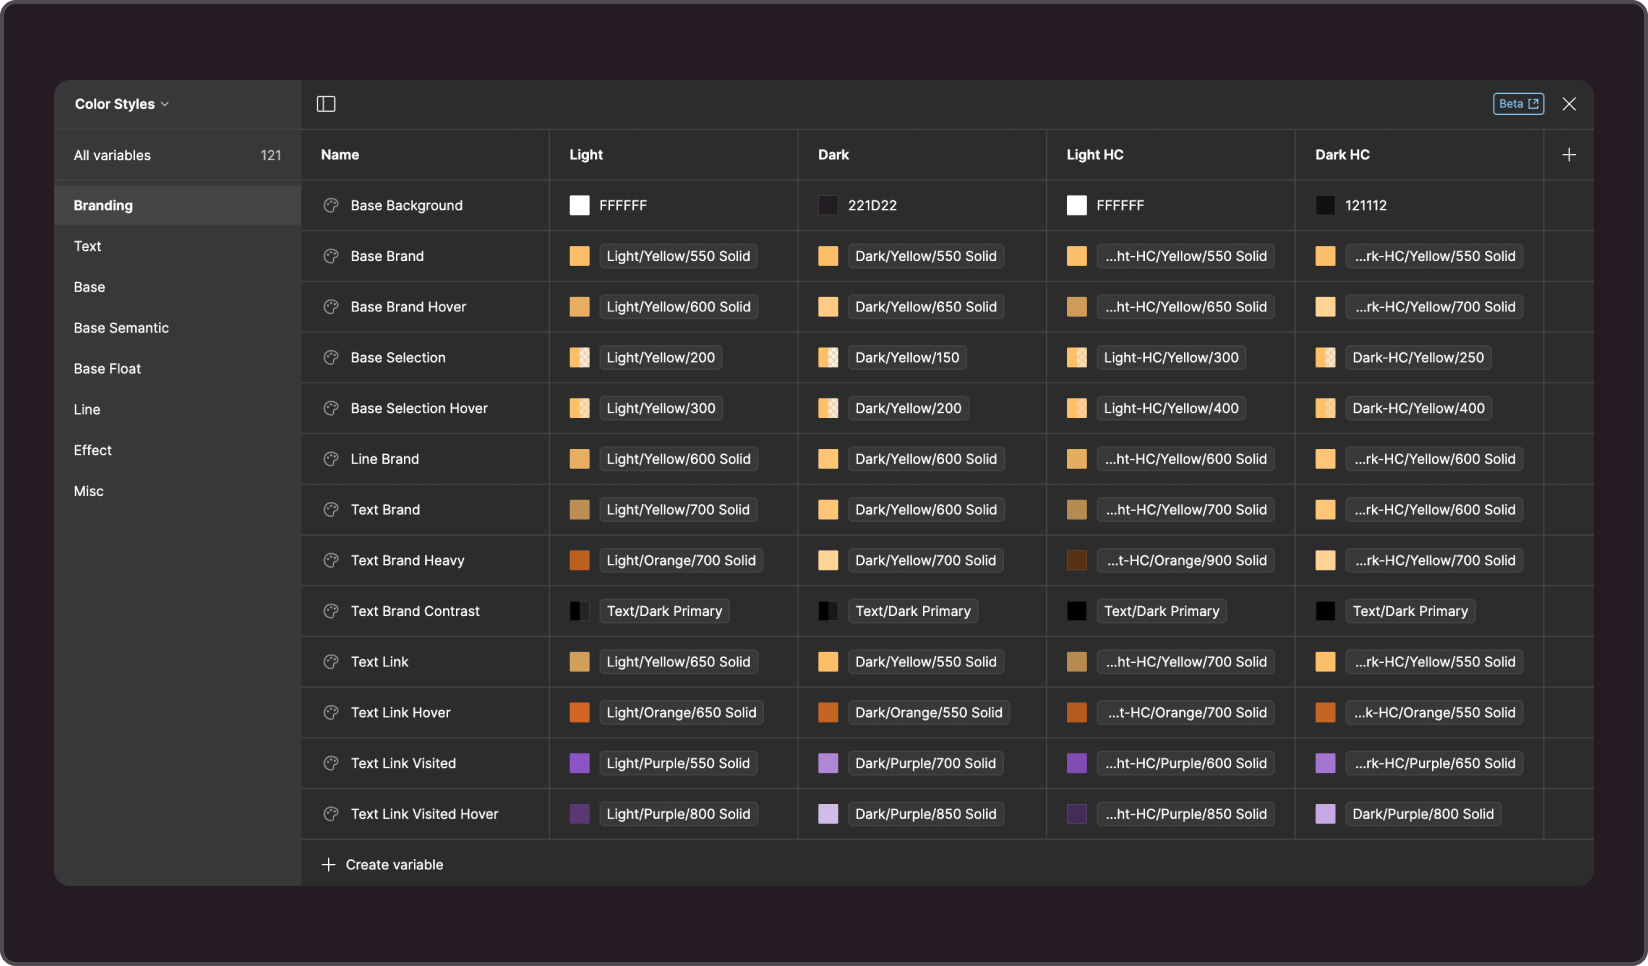 Color Styles
Beta
All variables 121
Name Light Dark Light HC Dark HC
Branding
Text
Base
Base Semantic
Base Float
Line
Effect
Misc
Base Background FFFFFF 221D22 FFFFFF 121112
Base Brand Light/Yellow/550 Solid Dark/Yellow/550 Solid ...ht-HC/Yellow/550 Solid ...rk-HC/Yellow/550 Solid
Base Brand Hover Light/Yellow/600 Solid Dark/Yellow/650 Solid ...ht-HC/Yellow/650 Solid ...rk-HC/Yellow/700 Solid
Base Selection Light/Yellow/200 Dark/Yellow/150 Light-HC/Yellow/300 Dark-HC/Yellow/250
Base Selection Hover Light/Yellow/300 Dark/Yellow/200 Light-HC/Yellow/400 Dark-HC/Yellow/400
Line Brand Light/Yellow/600 Solid Dark/Yellow/600 Solid ...ht-HC/Yellow/600 Solid ...rk-HC/Yellow/600 Solid
Text Brand Light/Yellow/700 Solid Dark/Yellow/600 Solid ...ht-HC/Yellow/700 Solid ...rk-HC/Yellow/600 Solid
Text Brand Heavy Light/Orange/700 Solid Dark/Yellow/700 Solid ...t-HC/Orange/900 Solid ...rk-HC/Yellow/700 Solid
Text Brand Contrast Text/Dark Primary Text/Dark Primary Text/Dark Primary Text/Dark Primary
Text Link Light/Yellow/650 Solid Dark/Yellow/550 Solid ...ht-HC/Yellow/700 Solid ...rk-HC/Yellow/550 Solid
Text Link Hover Light/Orange/650 Solid Dark/Orange/550 Solid ...t-HC/Orange/700 Solid ...k-HC/Orange/550 Solid
Text Link Visited Light/Purple/550 Solid Dark/Purple/700 Solid ...ht-HC/Purple/600 Solid ...rk-HC/Purple/650 Solid
Text Link Visited Hover Light/Purple/800 Solid Dark/Purple/850 Solid ...ht-HC/Purple/850 Solid Dark/Purple/800 Solid
Create variable